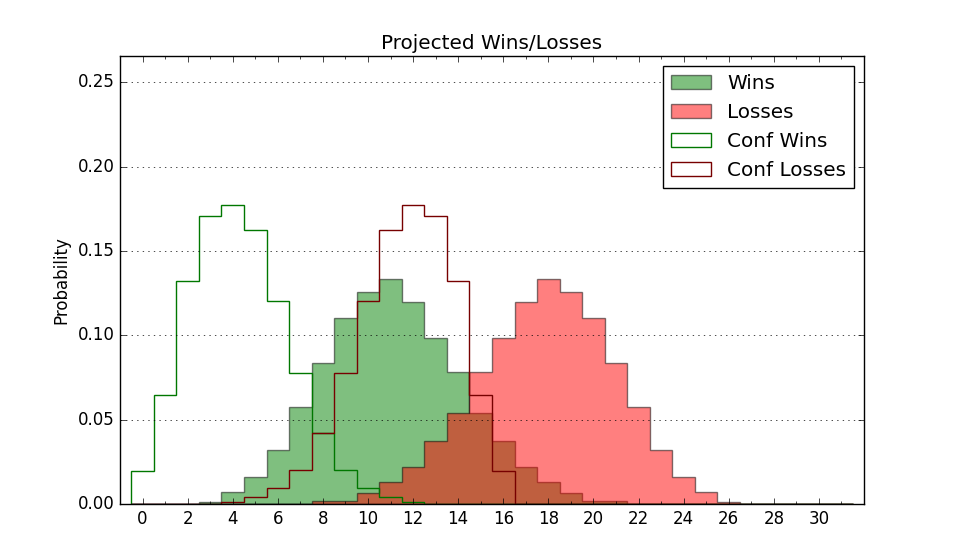 Projected Wins/Losses
Wins
Losses
Conf Wins
Conf Losses
Probability
0.25
0.20
0.15
0.10
0.05
0.00
0 2 4 6 8 10 12 14 16 18 20 22 24 26 28 30